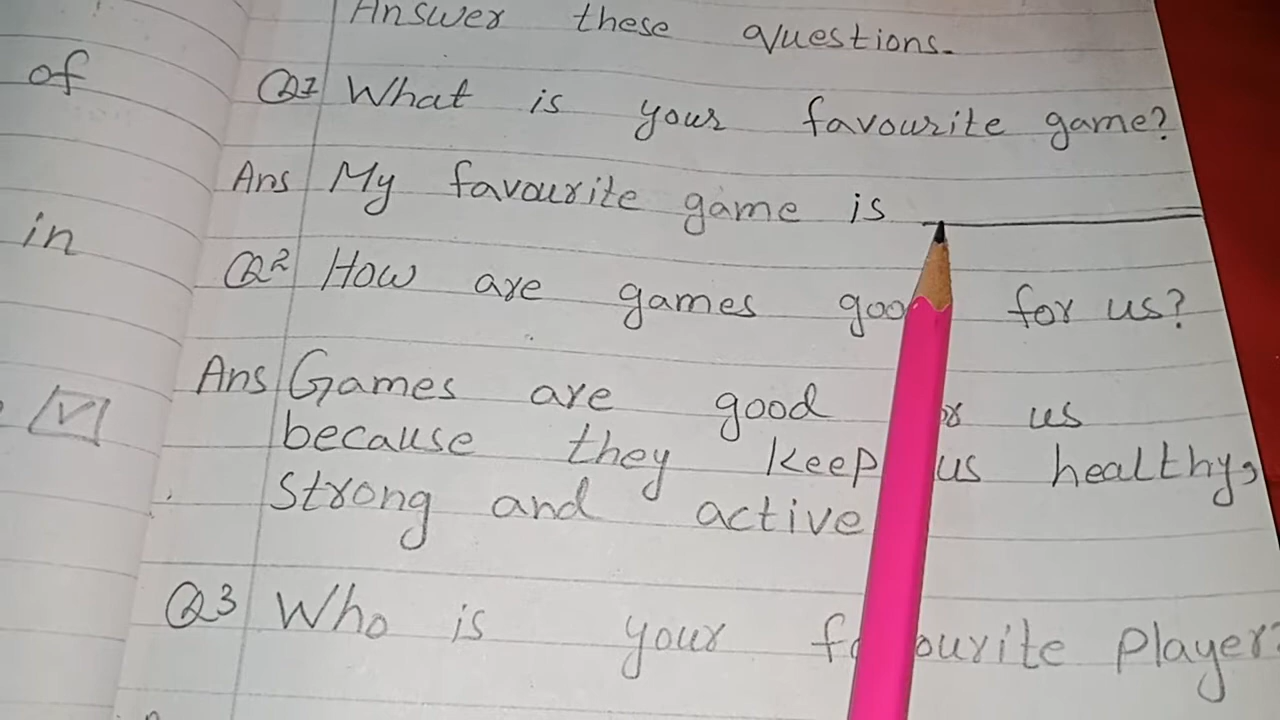 Answer these questions.
of
Q1 What is your favourite game?
Ans My favourite game is
in
Q2 How are games goo for us?
Ans Games are good us
because they keep us healthy,
Strong and active
Q3 Who is your player?